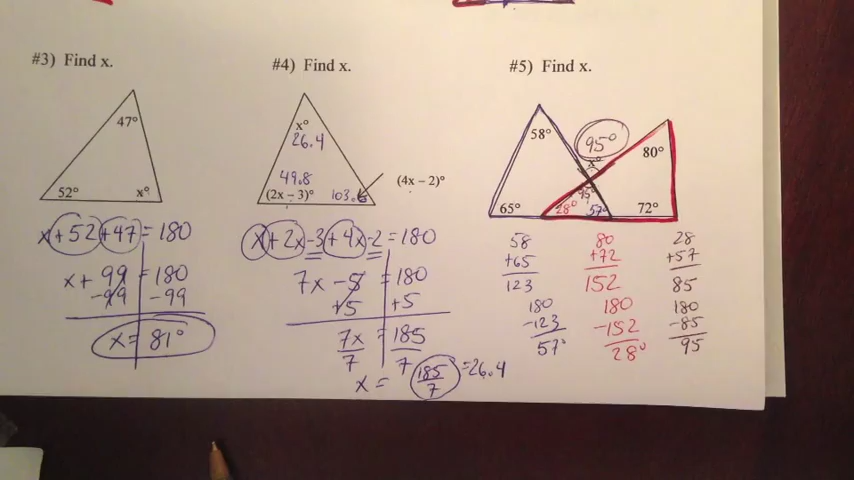 #3) Find x.
47°
52°
x°
x + 52 + 47 = 180
x + 99 = 180
-99 -99
x = 81°
#4) Find x.
x°
26.4
49.8
(2x – 3)°
(4x – 2)°
x + 2x - 3 + 4x - 2 = 180
7x - 5 = 180
+5 +5
7x = 185
7 7
x = 185/7 = 26.4
#5) Find x.
58°
95°
x°
80°
95°
65°
28°
57°
72°
58
+65
123
180
-123
57°
80
+72
152
180
-152
28°
28
+57
85
180
-85
95